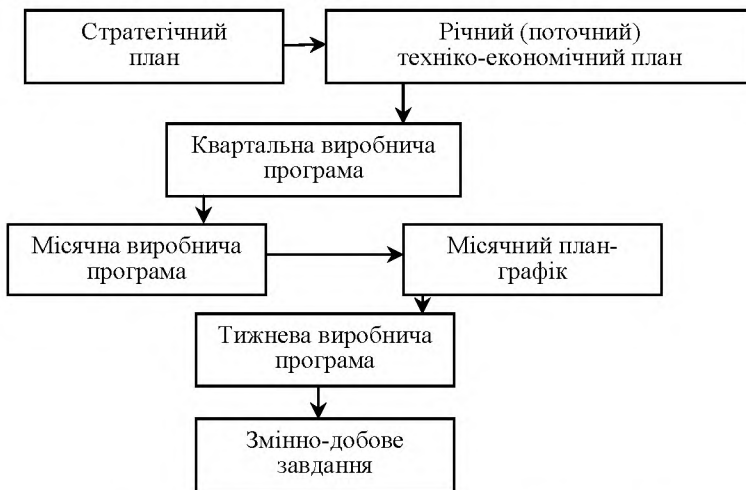 Стратегічний
план
Річний (поточний)
техніко-економічний план
Квартальна виробнича
програма
Місячна виробнича
програма
Місячний план-
графік
Тижнева виробнича
програма
Змінно-добове
завдання